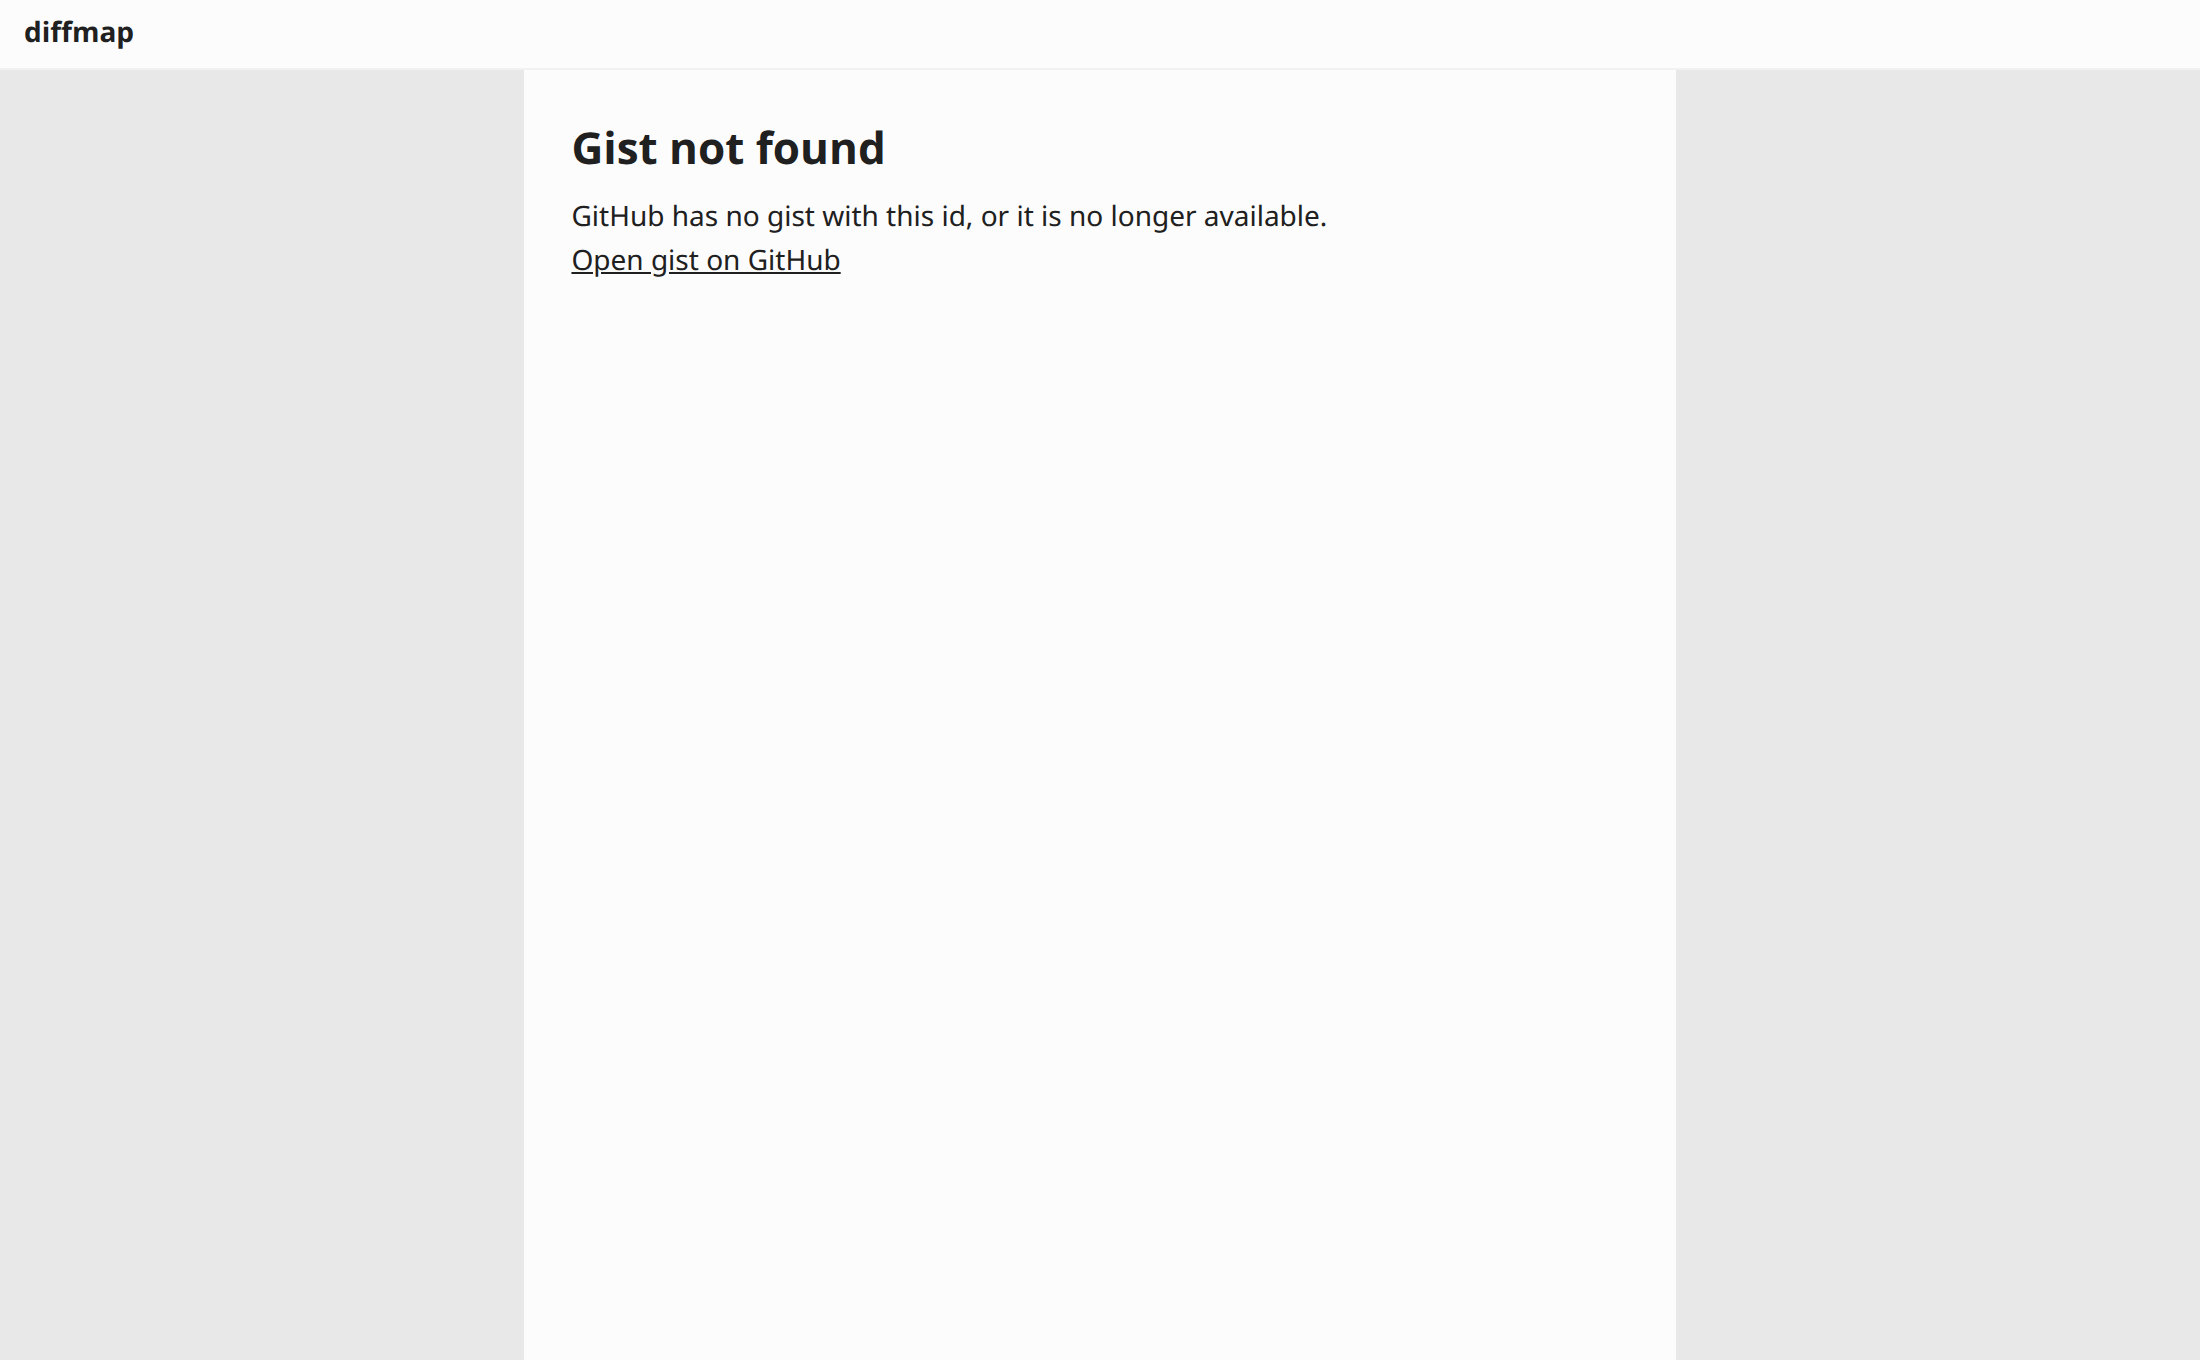 diffmap
Gist not found
GitHub has no gist with this id, or it is no longer available.
Open gist on GitHub